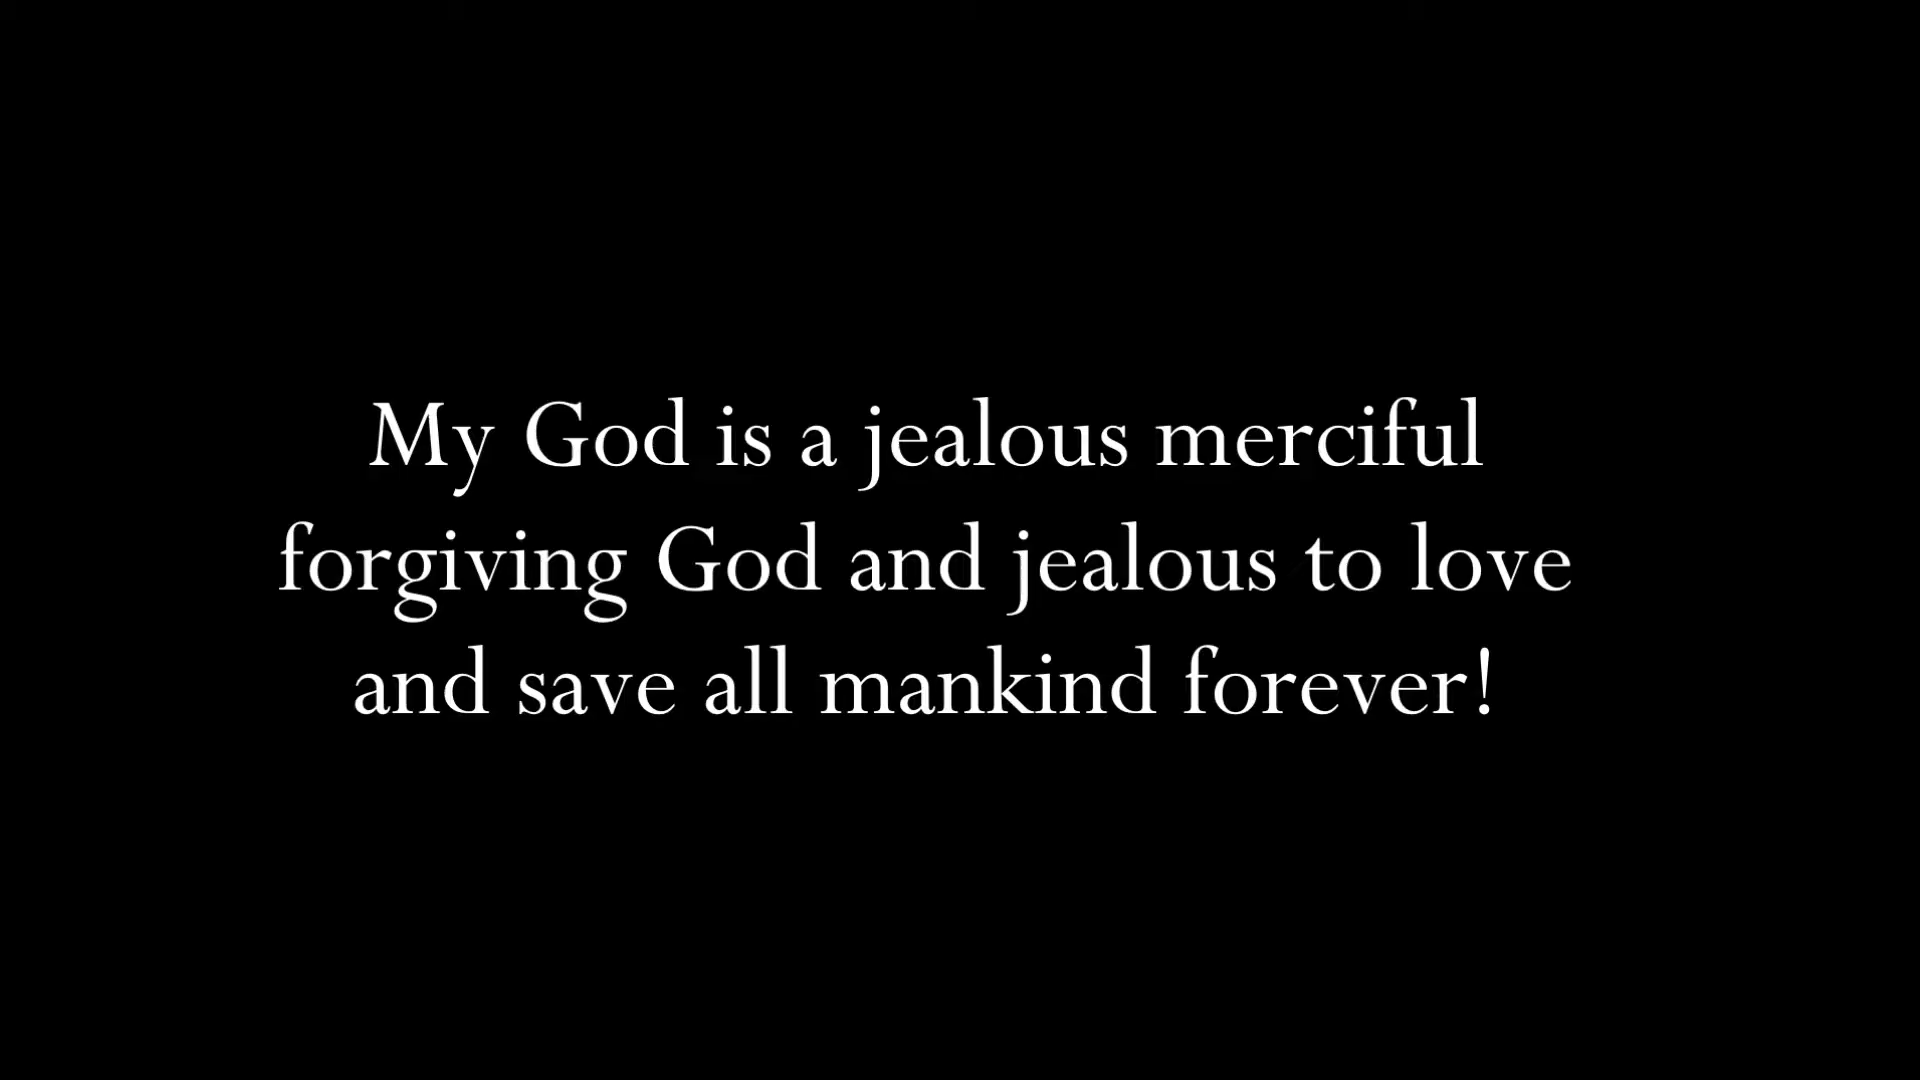 My God is a jealous merciful
forgiving God and jealous to love
and save all mankind forever!